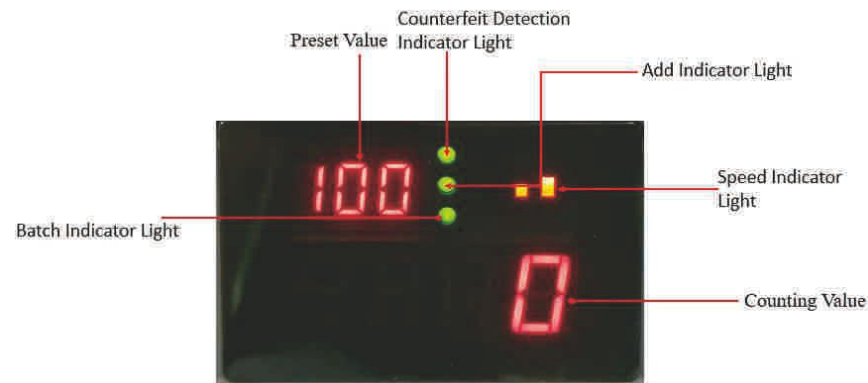 Counterfeit Detection
Indicator Light
Preset Value
Add Indicator Light
100
Speed Indicator
Light
Batch Indicator Light
0
Counting Value